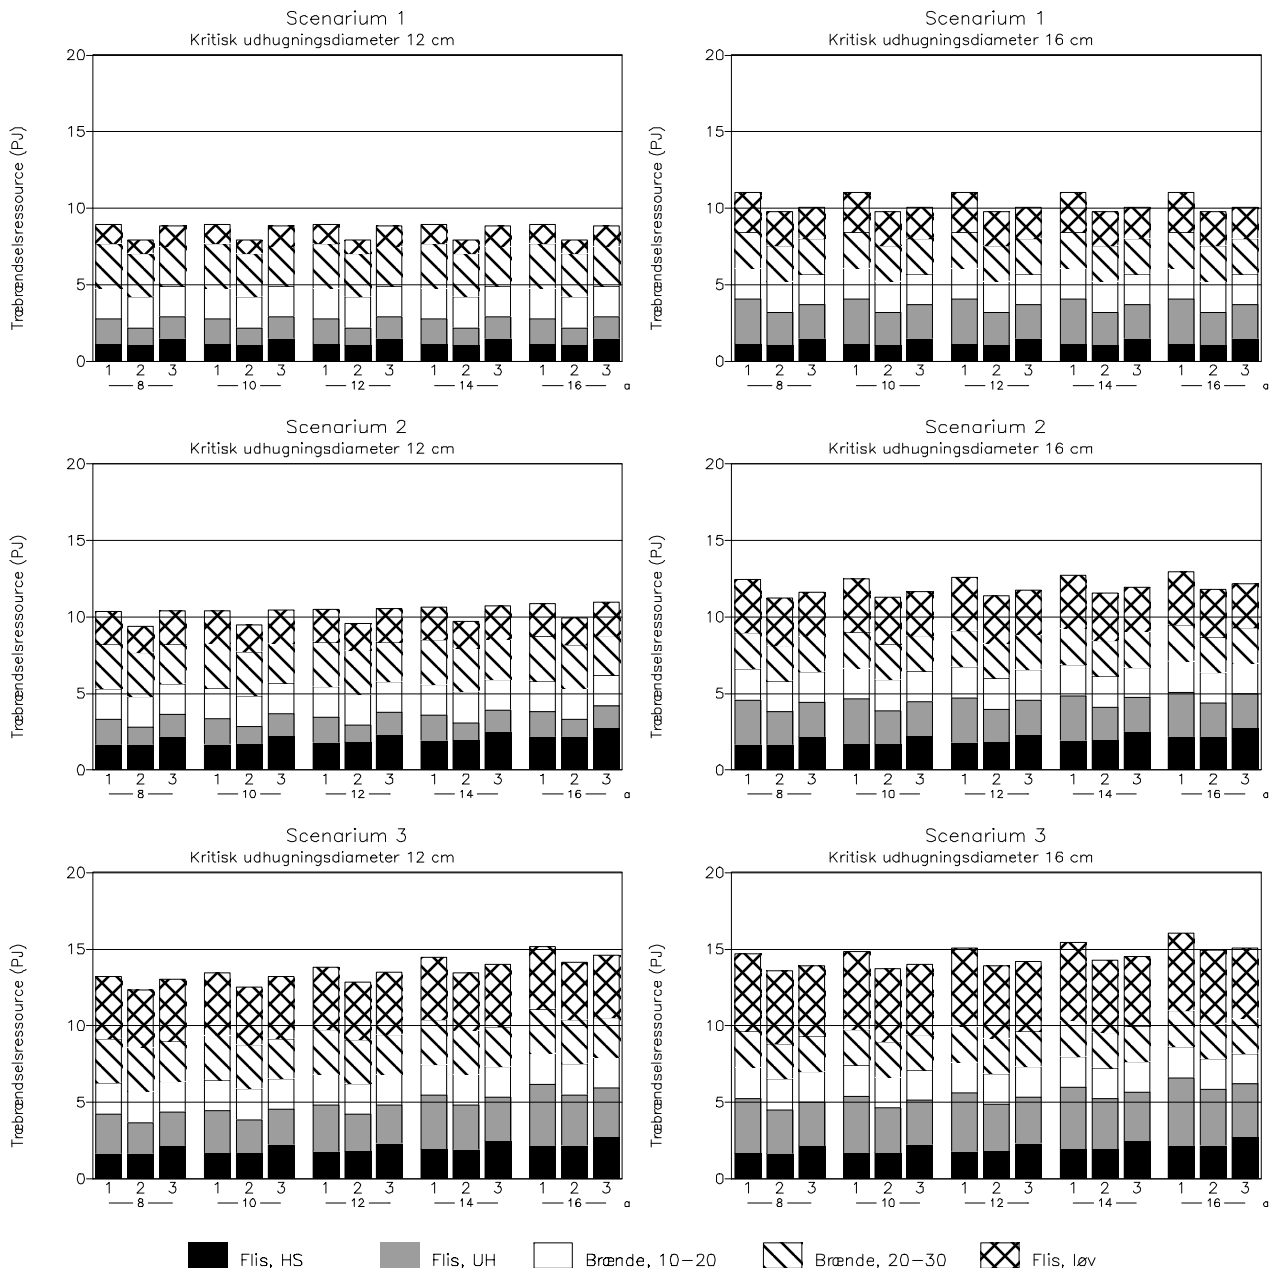 Scenarium 1
Kritisk udhugningsdiameter 12 cm
20
15
10
5
0
Træbrændselsressource (PJ)
1 2 3 1 2 3 1 2 3 1 2 3 1 2 3
8 10 12 14 16 a
Scenarium 1
Kritisk udhugningsdiameter 16 cm
20
15
10
5
0
Træbrændselsressource (PJ)
1 2 3 1 2 3 1 2 3 1 2 3 1 2 3
8 10 12 14 16 a
Scenarium 2
Kritisk udhugningsdiameter 12 cm
20
15
10
5
0
Træbrændselsressource (PJ)
1 2 3 1 2 3 1 2 3 1 2 3 1 2 3
8 10 12 14 16 a
Scenarium 2
Kritisk udhugningsdiameter 16 cm
20
15
10
5
0
Træbrændselsressource (PJ)
1 2 3 1 2 3 1 2 3 1 2 3 1 2 3
8 10 12 14 16 a
Scenarium 3
Kritisk udhugningsdiameter 12 cm
20
15
10
5
0
Træbrændselsressource (PJ)
1 2 3 1 2 3 1 2 3 1 2 3 1 2 3
8 10 12 14 16 a
Scenarium 3
Kritisk udhugningsdiameter 16 cm
20
15
10
5
0
Træbrændselsressource (PJ)
1 2 3 1 2 3 1 2 3 1 2 3 1 2 3
8 10 12 14 16 a
Flis, HS Flis, UH Brænde, 10-20 Brænde, 20-30 Flis, løv